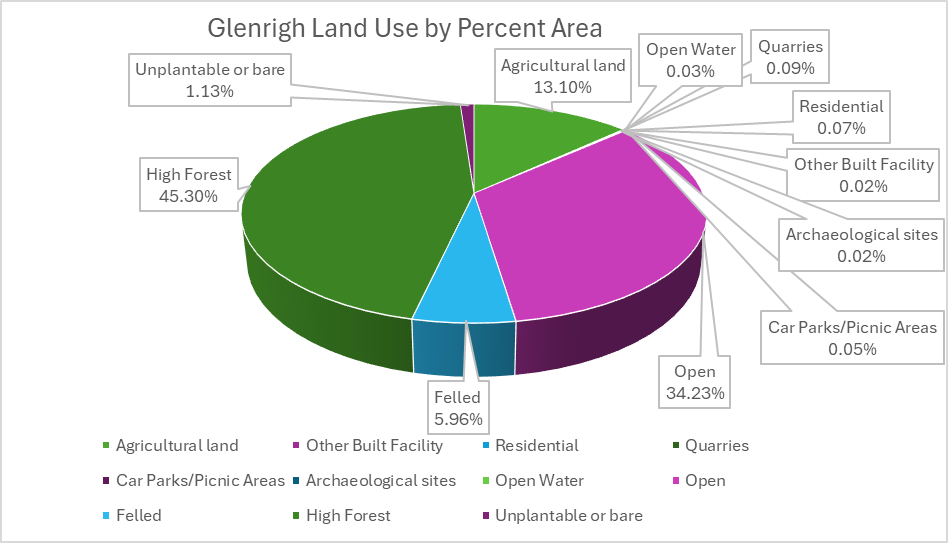 Glenrigh Land Use by Percent Area
Unplantable or bare
1.13%
Agricultural land
13.10%
Open Water
0.03%
Quarries
0.09%
Residential
0.07%
Other Built Facility
0.02%
High Forest
45.30%
Archaeological sites
0.02%
Car Parks/Picnic Areas
0.05%
Open
34.23%
Felled
5.96%
Agricultural land
Other Built Facility
Residential
Quarries
Car Parks/Picnic Areas
Archaeological sites
Open Water
Open
Felled
High Forest
Unplantable or bare